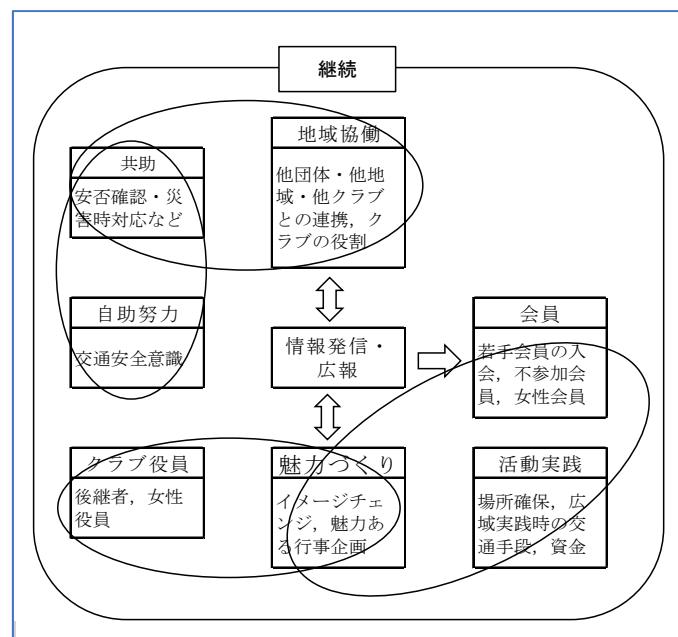 継続
地域協働
他団体・他地
域・他クラブ
との連携，ク
ラブの役割
共助
安否確認・災
害時対応など
自助努力
交通安全意識
情報発信・
広報
会員
若手会員の入
会，不参加会
員，女性会員
クラブ役員
後継者，女性
役員
魅力づくり
イメージチェ
ンジ，魅力あ
る行事企画
活動実践
場所確保，広
域実践時の交
通手段，資金